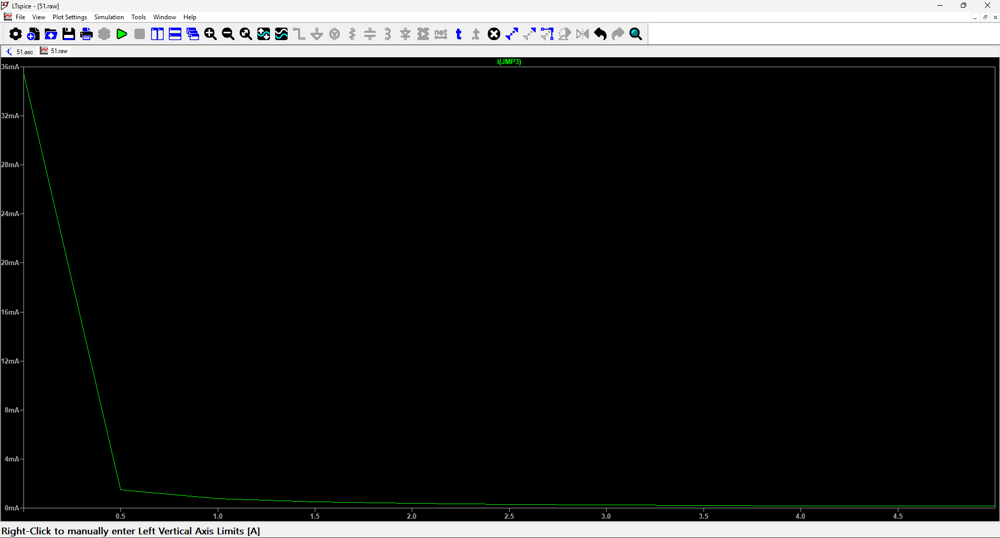 LTspice - [51.raw]
File View Plot Settings Simulation Tools Window Help
net
t
t
51.asc 51.raw
I(JMP3)
36mA
32mA
28mA
24mA
20mA
16mA
12mA
8mA
4mA
0mA
0.5 1.0 1.5 2.0 2.5 3.0 3.5 4.0 4.5
Right-Click to manually enter Left Vertical Axis Limits [A]